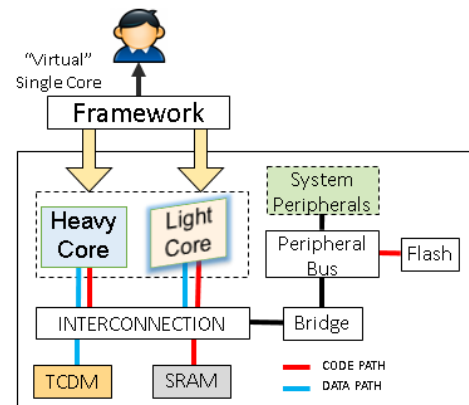 “Virtual”
Single Core
Framework
Heavy
Core
Light
Core
System
Peripherals
Peripheral
Bus
Flash
INTERCONNECTION
Bridge
TCDM
SRAM
CODE PATH
DATA PATH